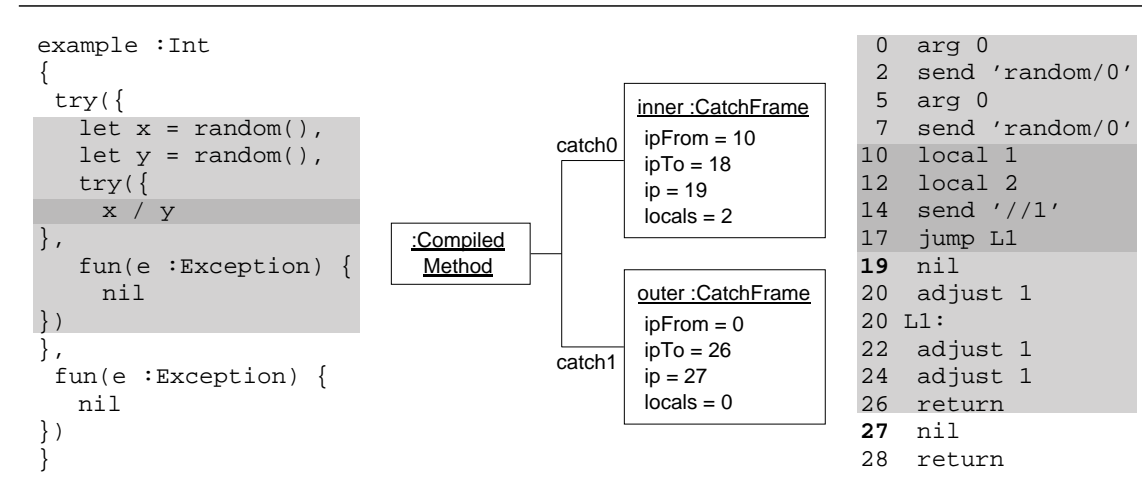 example :Int
{
try({
let x = random(),
let y = random(),
try({
x / y
},
fun(e :Exception) {
nil
})
},
fun(e :Exception) {
nil
})
}
:Compiled
Method
catch0
inner :CatchFrame
ipFrom = 10
ipTo = 18
ip = 19
locals = 2
catch1
outer :CatchFrame
ipFrom = 0
ipTo = 26
ip = 27
locals = 0
0 arg 0
2 send ’random/0’
5 arg 0
7 send ’random/0’
10 local 1
12 local 2
14 send ’//1’
17 jump L1
19 nil
20 adjust 1
20 L1:
22 adjust 1
24 adjust 1
26 return
27 nil
28 return